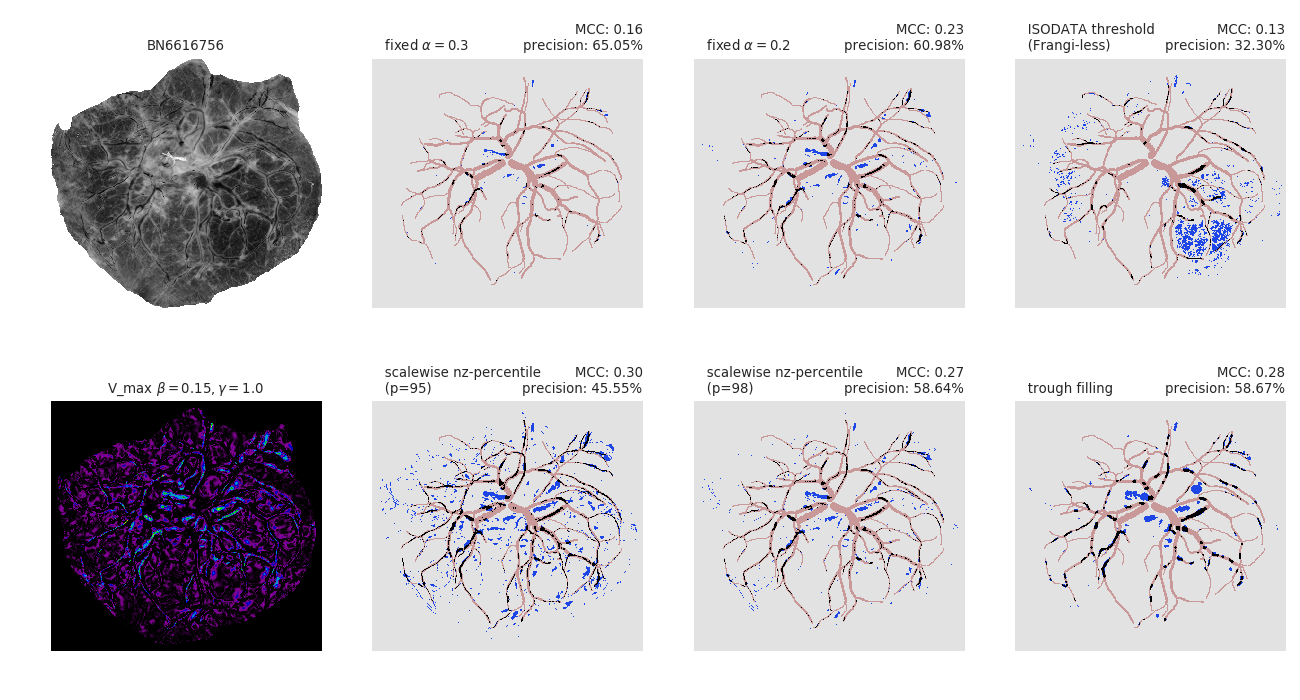 BN6616756
MCC: 0.16
fixed α = 0.3 precision: 65.05%
MCC: 0.23
fixed α = 0.2 precision: 60.98%
ISODATA threshold MCC: 0.13
(Frangi-less) precision: 32.30%
V_max β = 0.15, γ = 1.0
scalewise nz-percentile MCC: 0.30
(p=95) precision: 45.55%
scalewise nz-percentile MCC: 0.27
(p=98) precision: 58.64%
MCC: 0.28
trough filling precision: 58.67%